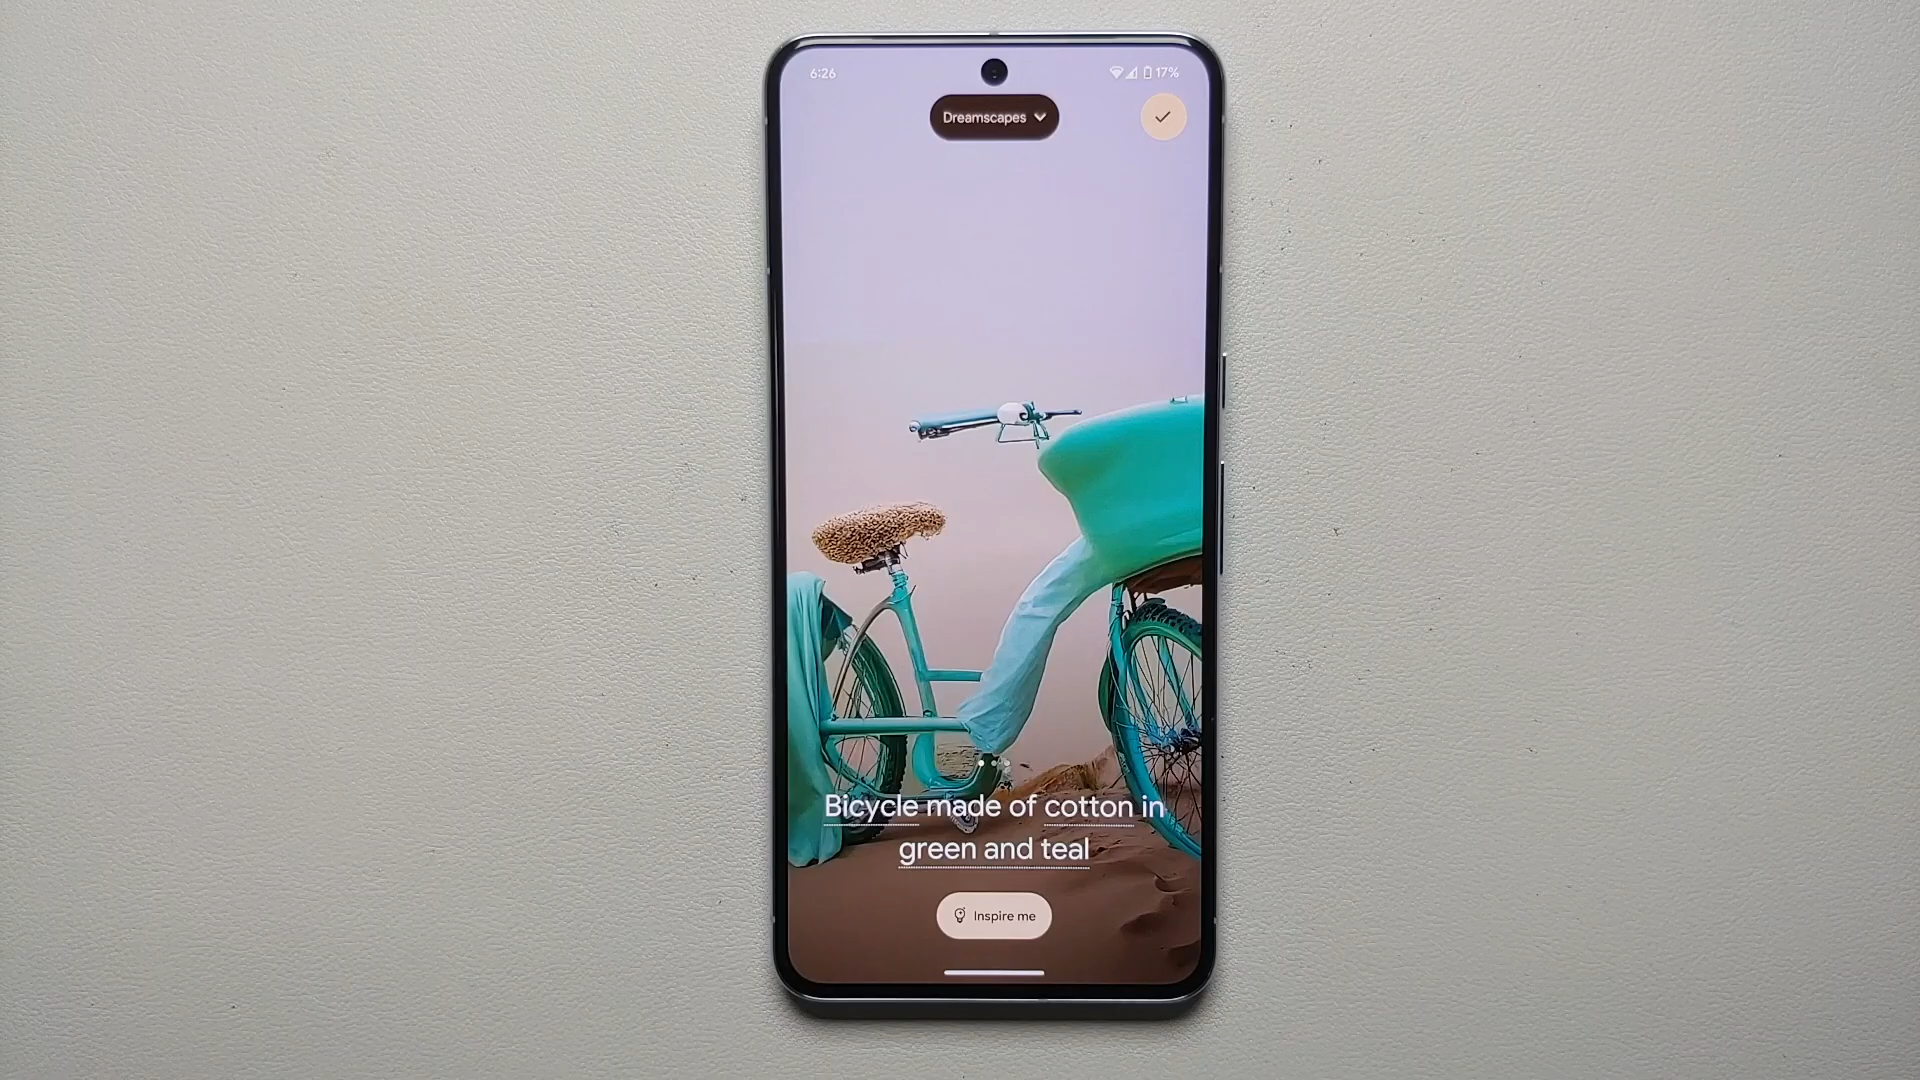 6:26
17%
Dreamscapes
Bicycle made of cotton in
green and teal
Inspire me